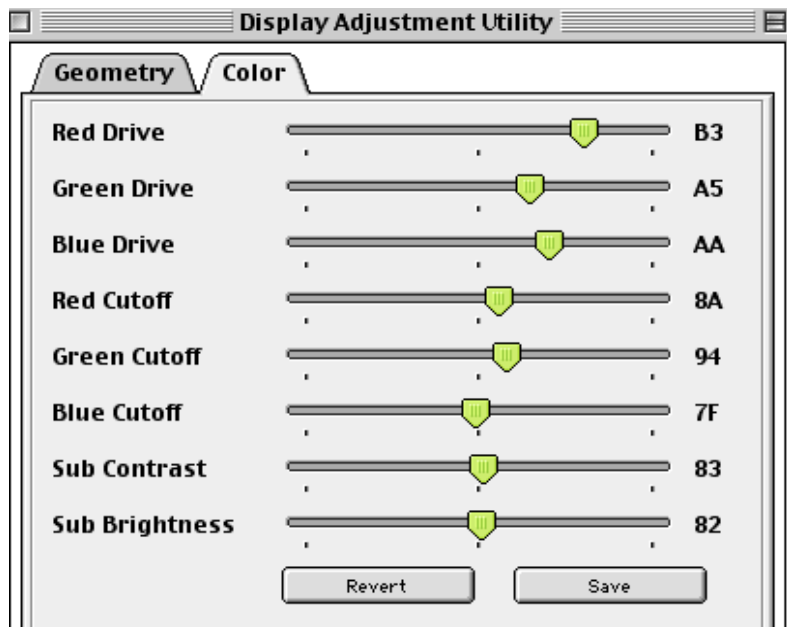 Display Adjustment Utility
Geometry Color
Red Drive B3
Green Drive A5
Blue Drive AA
Red Cutoff 8A
Green Cutoff 94
Blue Cutoff 7F
Sub Contrast 83
Sub Brightness 82
Revert Save